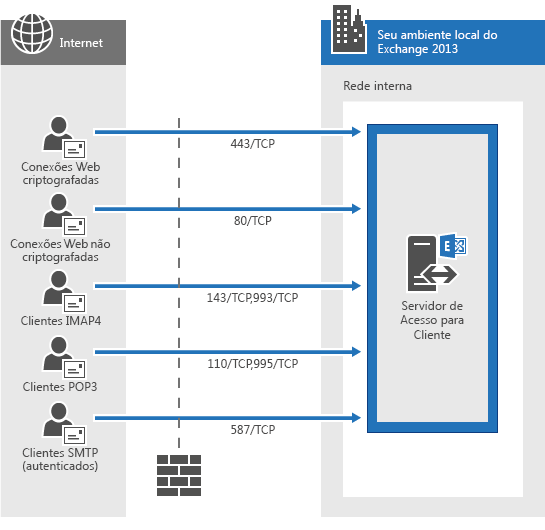 Internet
Seu ambiente local do
Exchange 2013
Rede interna
Conexões Web
criptografadas
443/TCP
Conexões Web não
criptografadas
80/TCP
Clientes IMAP4
143/TCP,993/TCP
Clientes POP3
110/TCP,995/TCP
Clientes SMTP
(autenticados)
587/TCP
E
Servidor de
Acesso para
Cliente